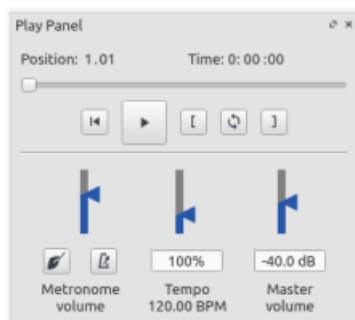 Play Panel
Position: 1.01 Time: 0: 00 :00
[ ]
100% -40.0 dB
Metronome volume
Tempo 120.00 BPM
Master volume